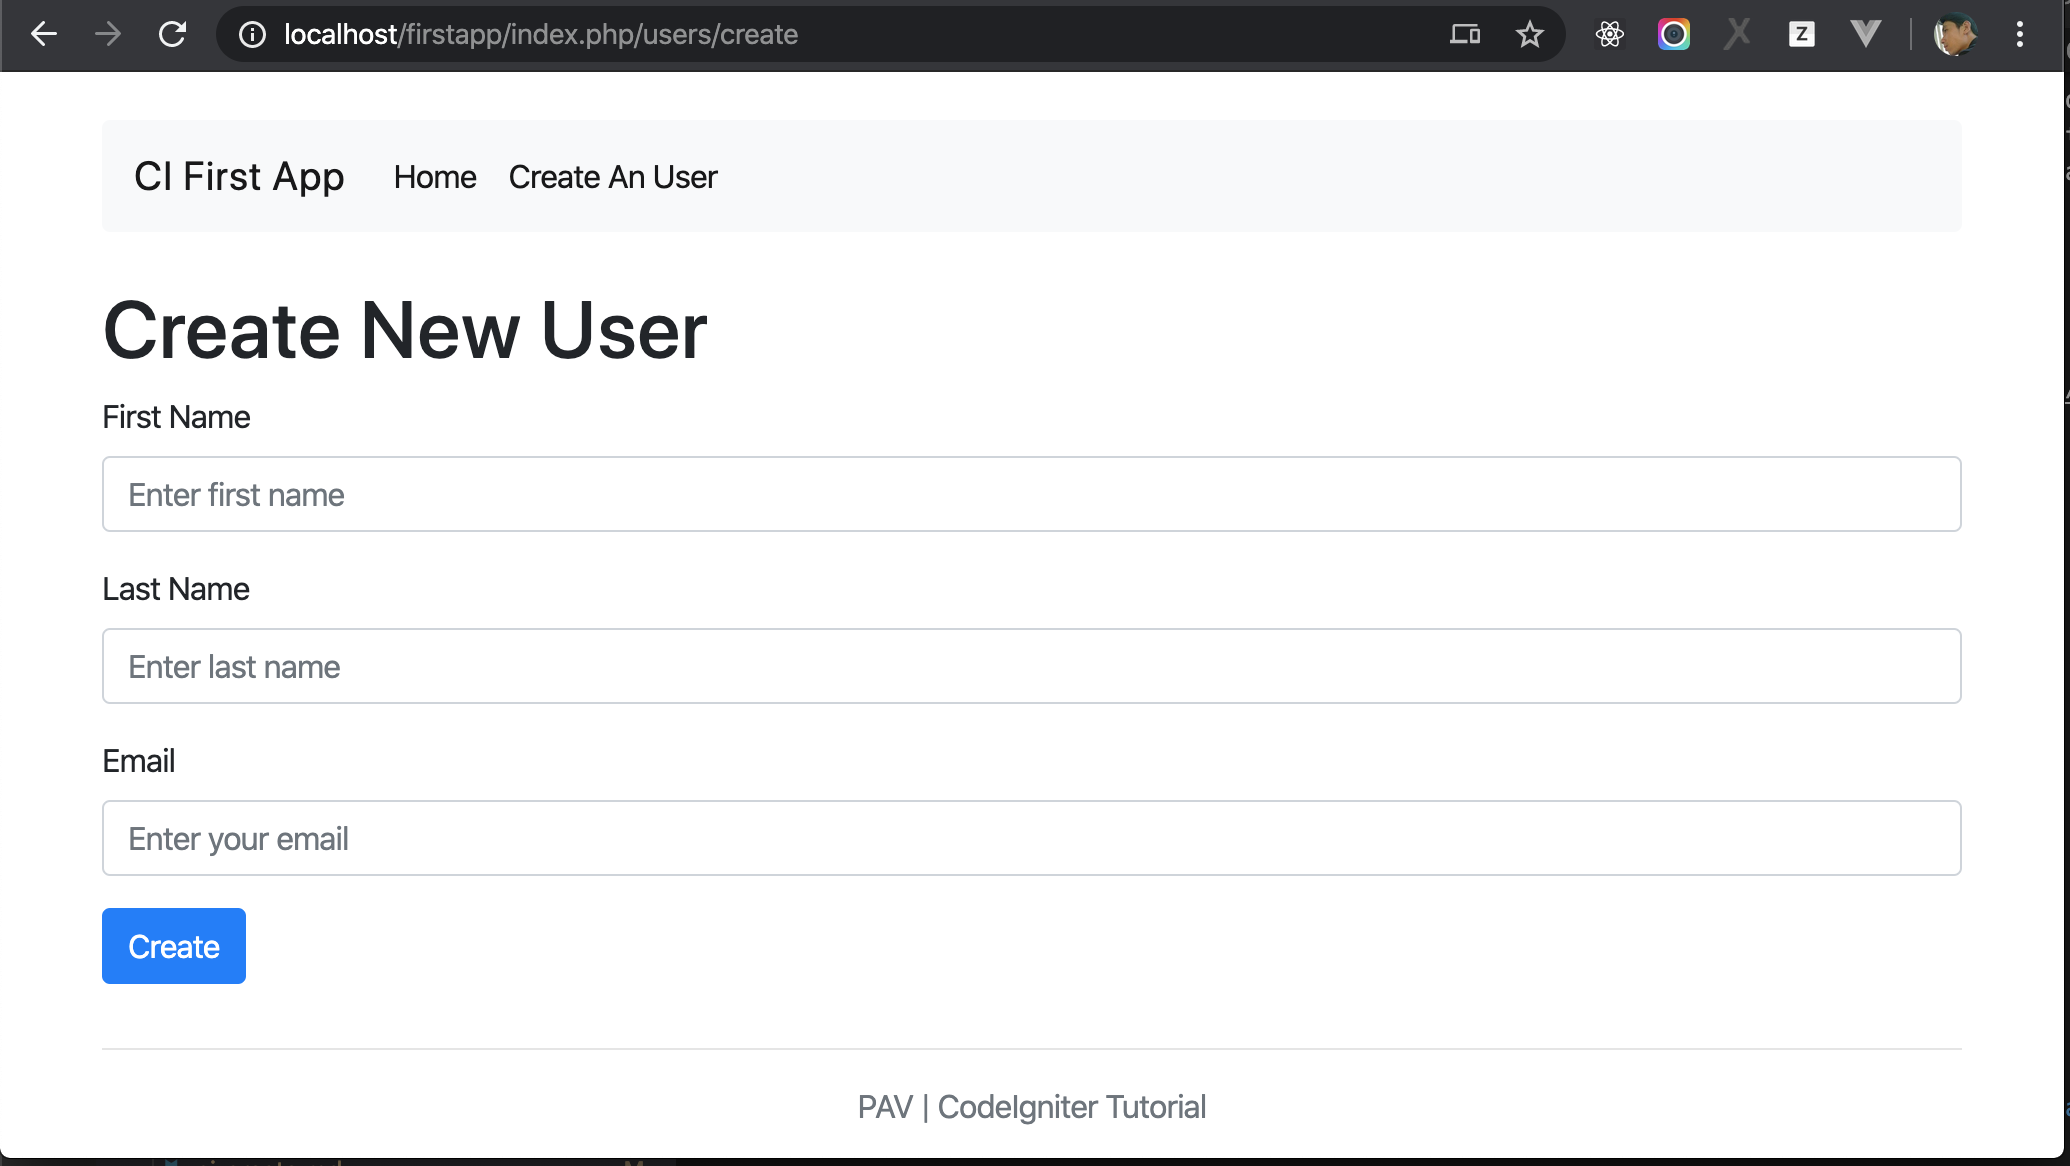 localhost/firstapp/index.php/users/create
Z
CI First App Home Create An User
Create New User
First Name
Enter first name
Last Name
Enter last name
Email
Enter your email
Create
PAV | CodeIgniter Tutorial